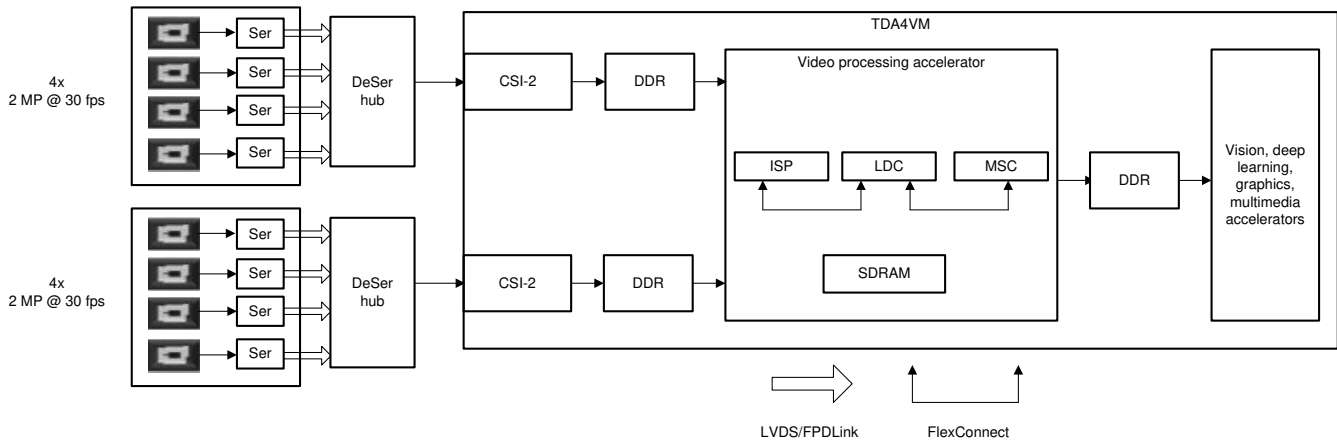 TDA4VM
4x
2 MP @ 30 fps
Ser
Ser
Ser
Ser
DeSer
hub
CSI-2
DDR
Video processing accelerator
ISP
LDC
MSC
SDRAM
DDR
Vision, deep
learning,
graphics,
multimedia
accelerators
4x
2 MP @ 30 fps
Ser
Ser
Ser
Ser
DeSer
hub
CSI-2
DDR
LVDS/FPDLink
FlexConnect